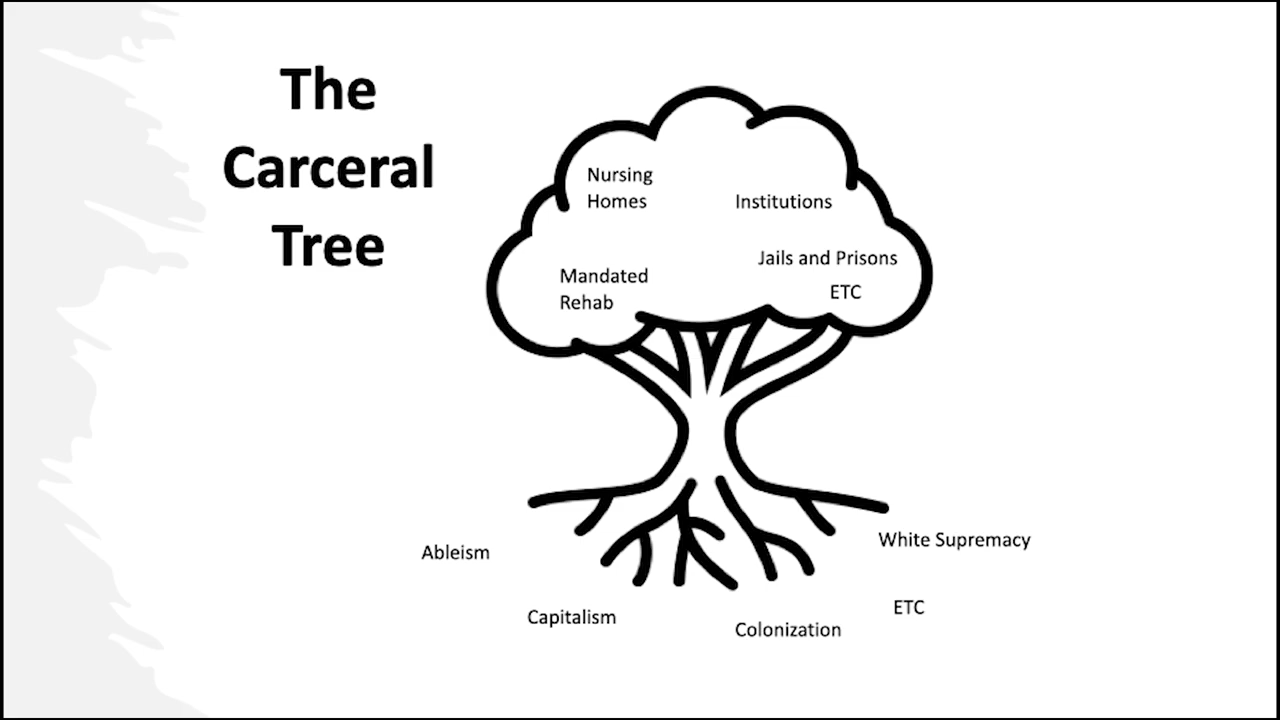 The
Carceral
Tree
Nursing
Homes
Institutions
Jails and Prisons
ETC
Mandated
Rehab
Ableism
White Supremacy
Capitalism
ETC
Colonization